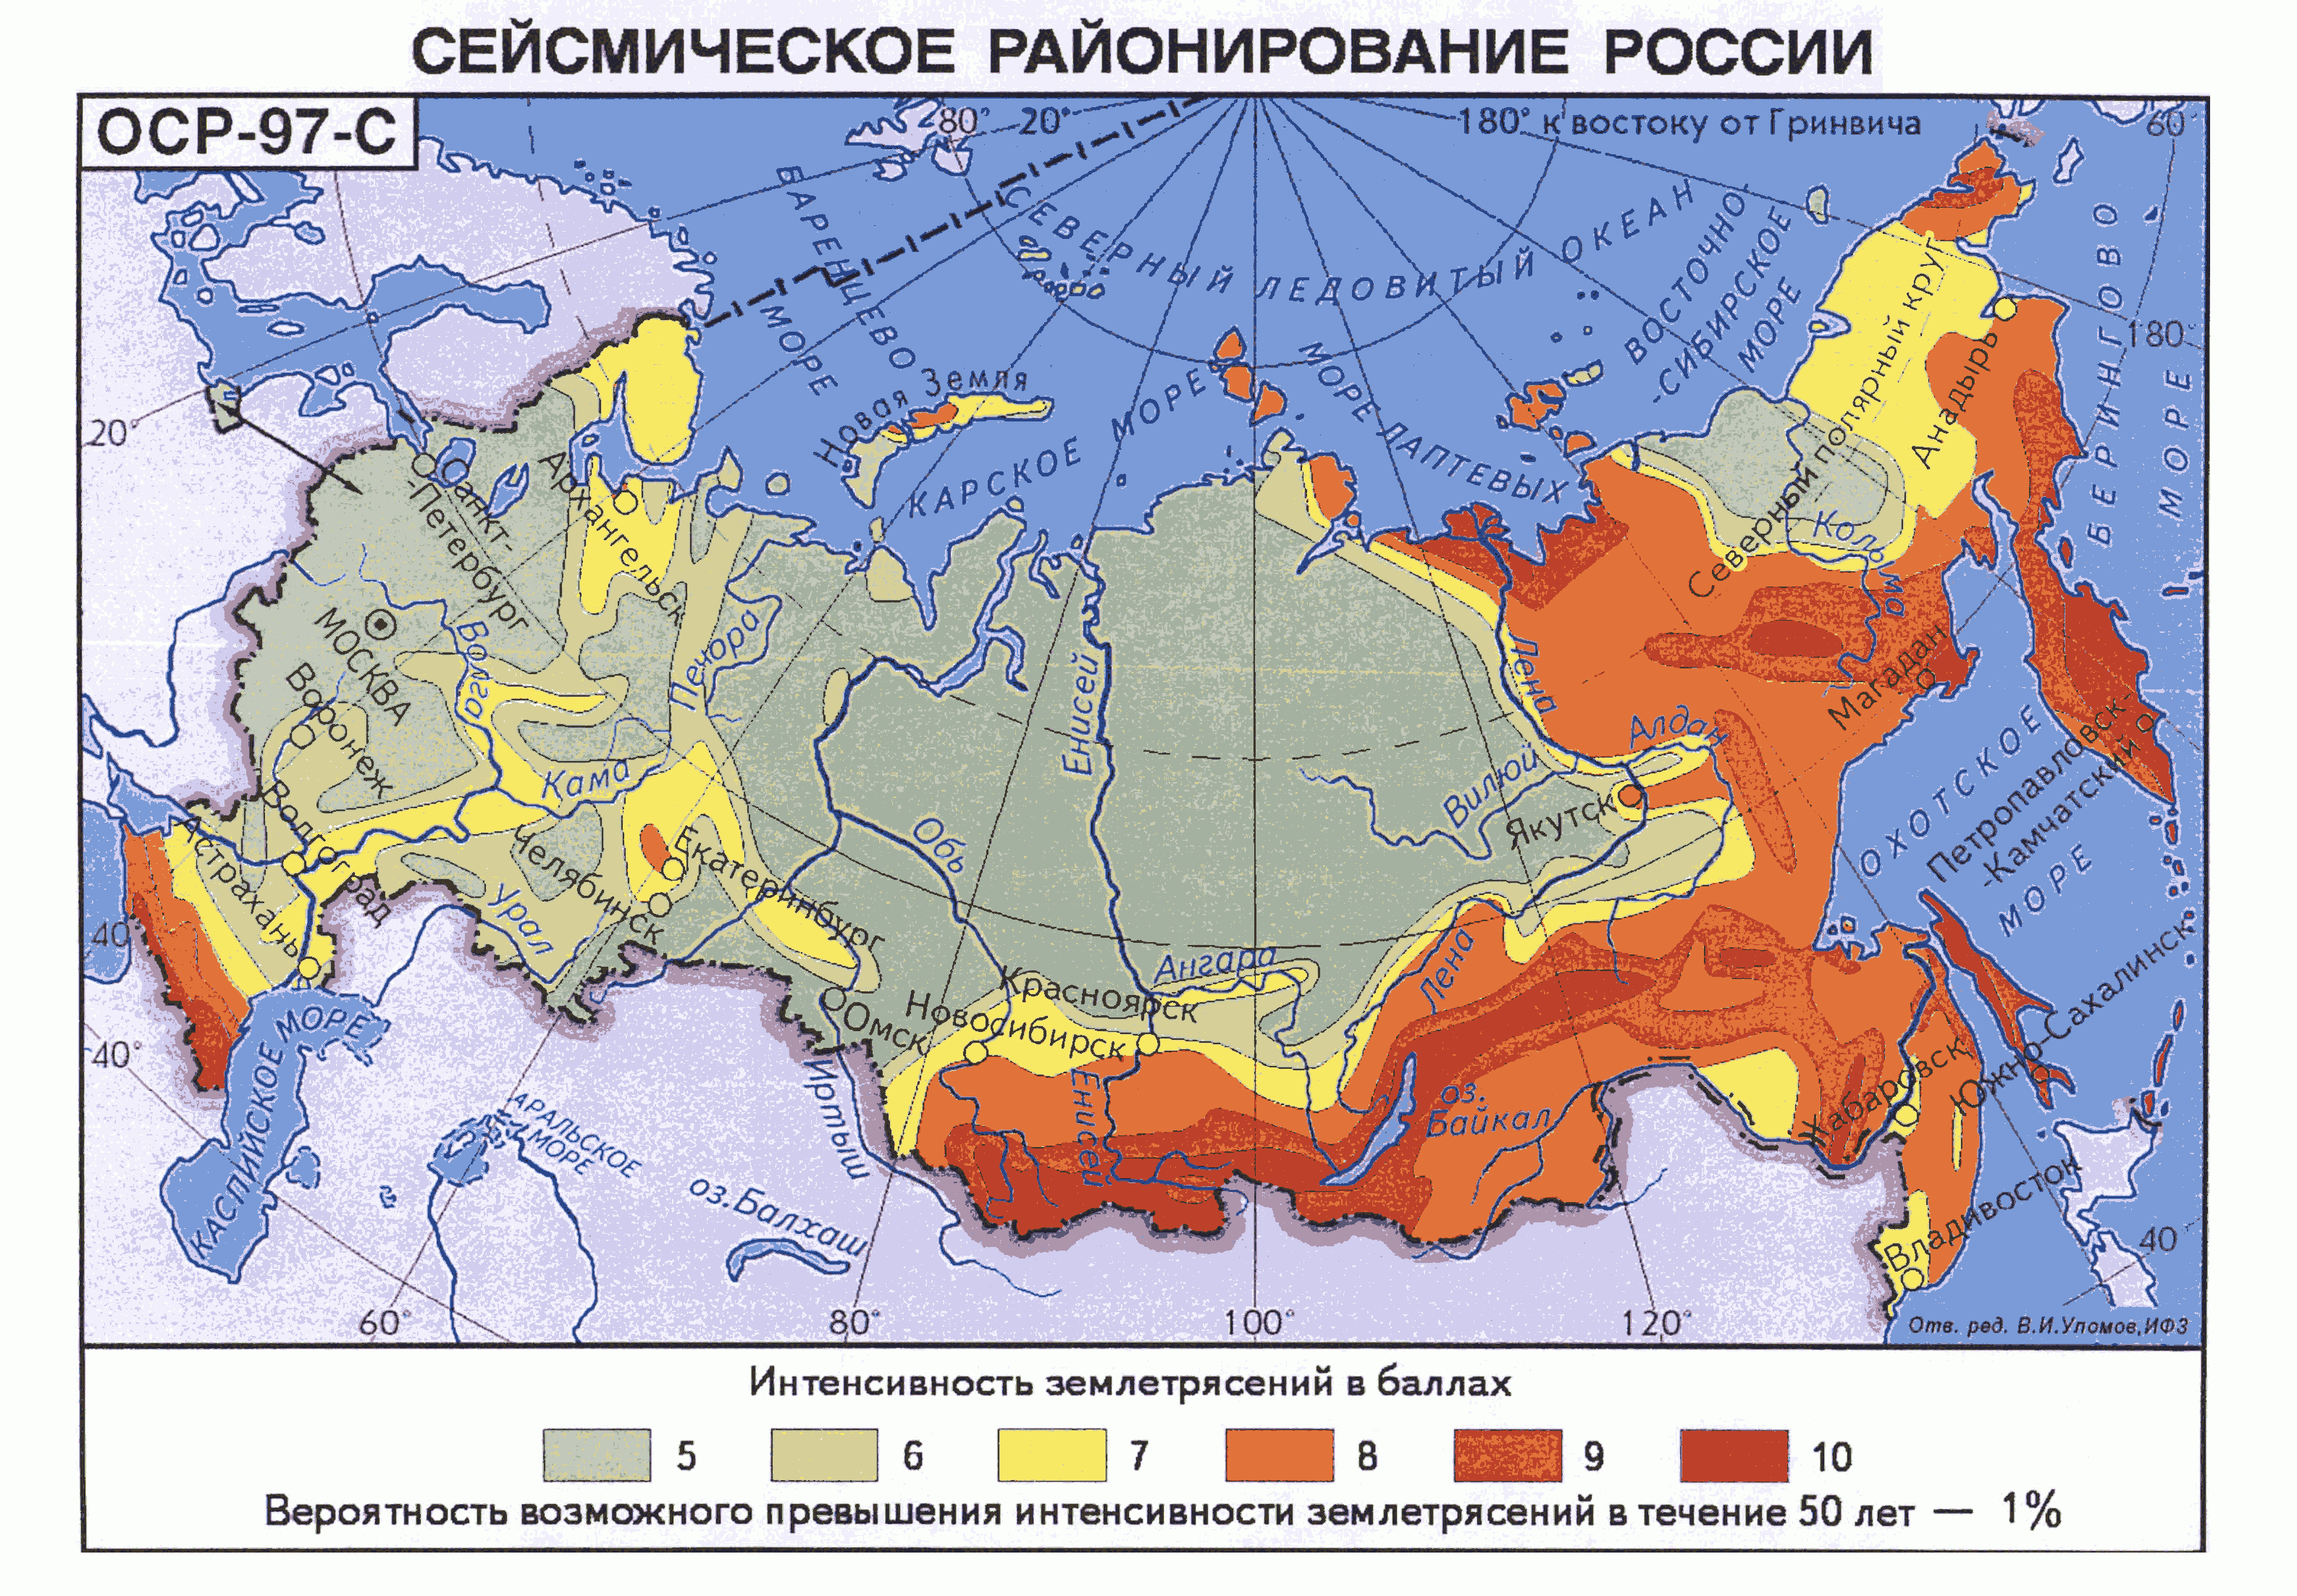 СЕЙСМИЧЕСКОЕ РАЙОНИРОВАНИЕ РОССИИ
ОСР-97-С
80°
20°
180° к востоку от Гринвича
60°
БАРЕНЦЕВО
МОРЕ
СЕВЕРНЫЙ ЛЕДОВИТЫЙ ОКЕАН
ВОСТОЧНО-
-СИБИРСКОЕ
МОРЕ
БЕРИНГОВО
МОРЕ
180°
Новая Земля
КАРСКОЕ МОРЕ
МОРЕ ЛАПТЕВЫХ
Северный полярный круг
Анадырь
20°
Санкт-
-Петербург
Архангельск
Колыма
МОСКВА
Волга
Печора
Енисей
Лена
Магадан
Воронеж
Кама
Обь
Вилюй
Алдан
Якутск
ОХОТСКОЕ
МОРЕ
Петропавловск-
-Камчатский
Волгоград
Астрахань
Челябинск
Екатеринбург
Урал
40°
Ангара
Лена
Красноярск
Новосибирск
Омск
Южно-Сахалинск
40°
КАСПИЙСКОЕ МОРЕ
АРАЛЬСКОЕ
МОРЕ
Иртыш
Енисей
оз.
Байкал
Хабаровск
оз.Балхаш
Владивосток
40°
60°
80°
100°
120°
Отв. ред. В.И.Уломов,ИФЗ
Интенсивность землетрясений в баллах
5 6 7 8 9 10
Вероятность возможного превышения интенсивности землетрясений в течение 50 лет — 1%